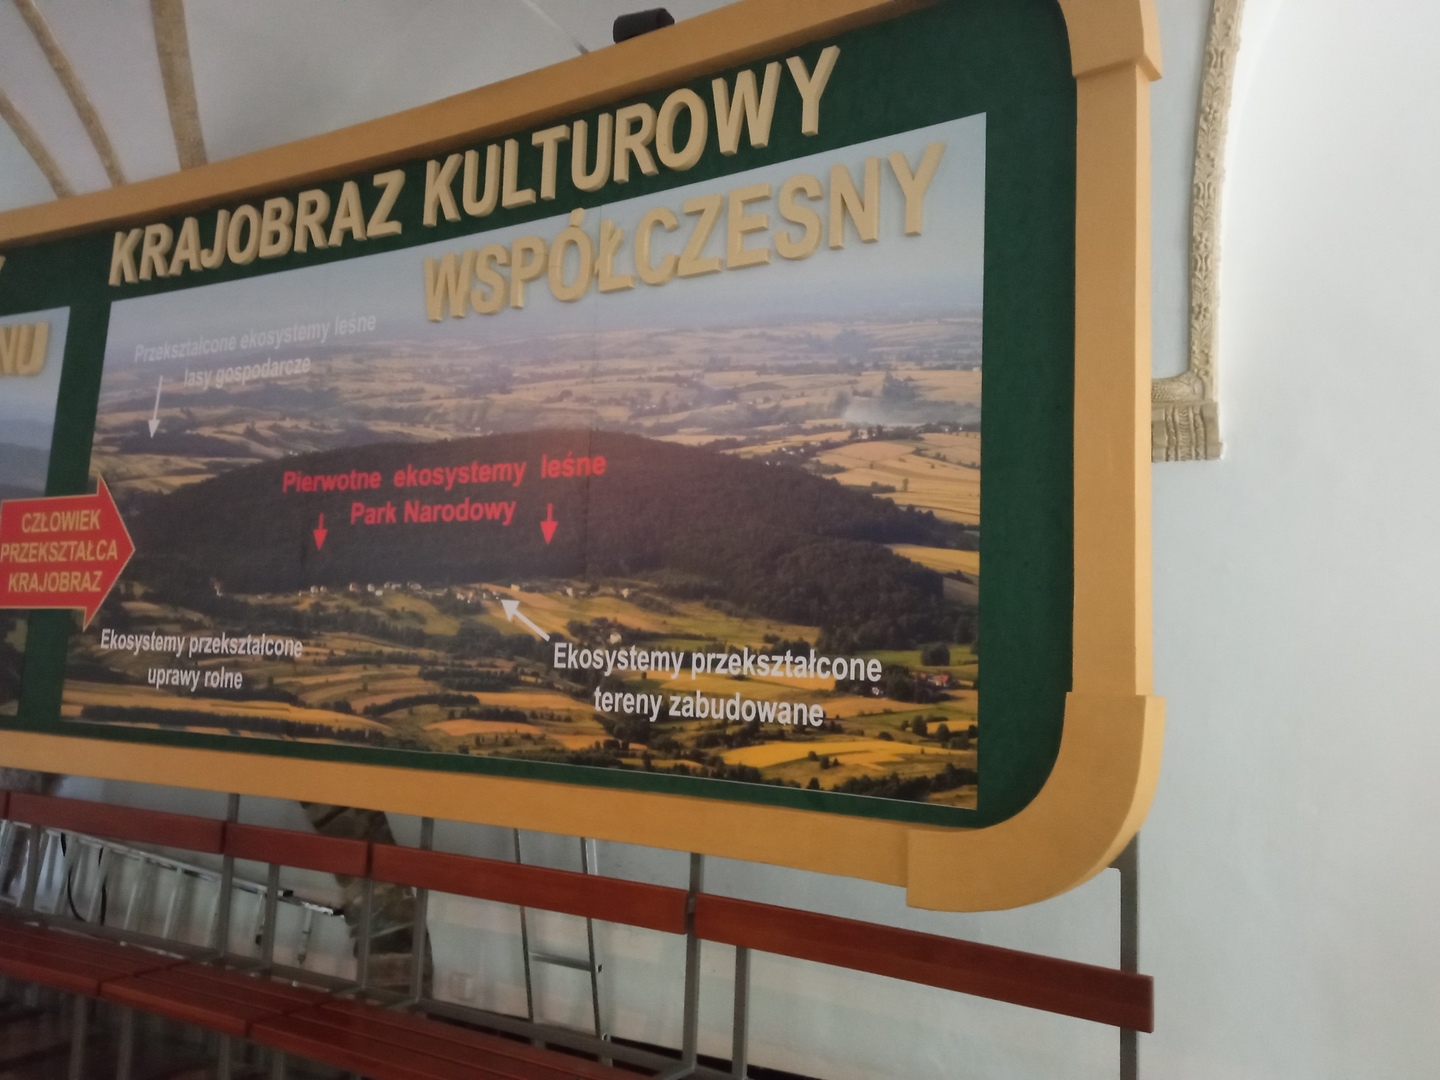 KRAJOBRAZ KULTUROWY
WSPÓŁCZESNY
Przekształcone ekosystemy leśne
lasy gospodarcze
Pierwotne ekosystemy leśne
Park Narodowy
CZŁOWIEK
PRZEKSZTAŁCA
KRAJOBRAZ
Ekosystemy przekształcone
uprawy rolne
Ekosystemy przekształcone
tereny zabudowane